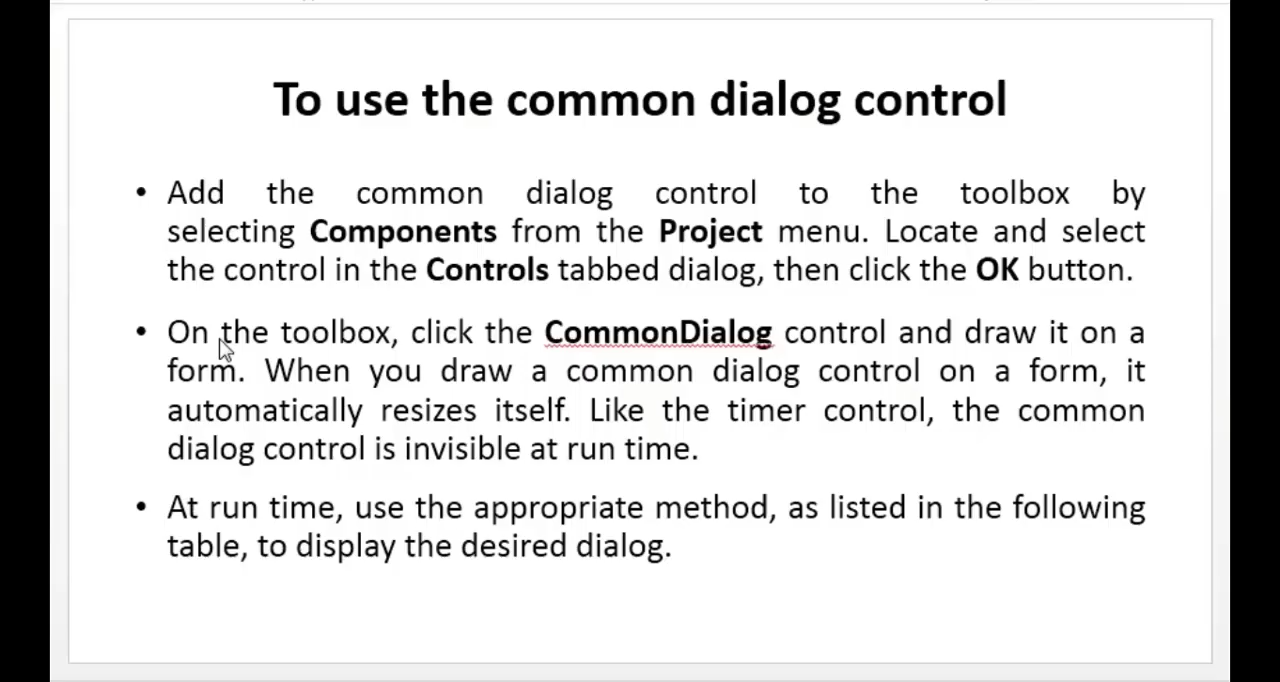 To use the common dialog control
• Add the common dialog control to the toolbox by
selecting Components from the Project menu. Locate and select
the control in the Controls tabbed dialog, then click the OK button.
• On the toolbox, click the CommonDialog control and draw it on a
form. When you draw a common dialog control on a form, it
automatically resizes itself. Like the timer control, the common
dialog control is invisible at run time.
• At run time, use the appropriate method, as listed in the following
table, to display the desired dialog.